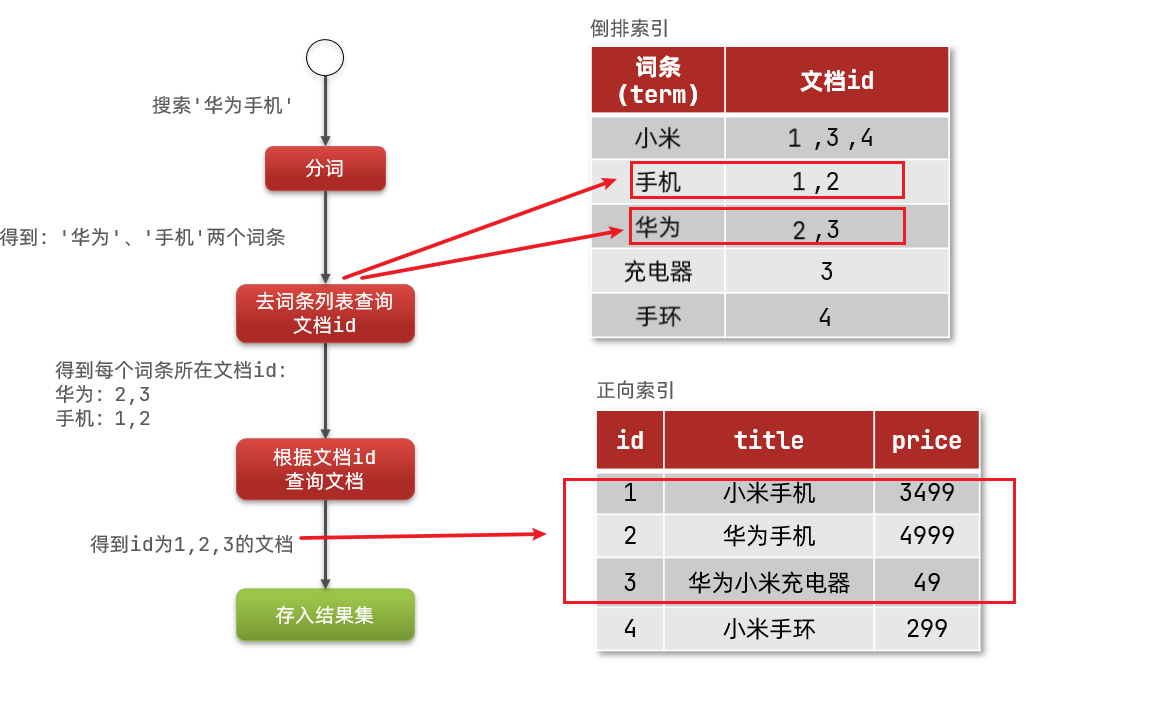 搜索'华为手机'
分词
得到: '华为'、'手机'两个词条
去词条列表查询
文档id
得到每个词条所在文档id:
华为: 2,3
手机: 1,2
根据文档id
查询文档
得到id为1,2,3的文档
存入结果集
倒排索引
词条
(term)
文档id
小米 1 ,3 ,4
手机 1 ,2
华为 2 ,3
充电器 3
手环 4
正向索引
id title price
1 小米手机 3499
2 华为手机 4999
3 华为小米充电器 49
4 小米手环 299